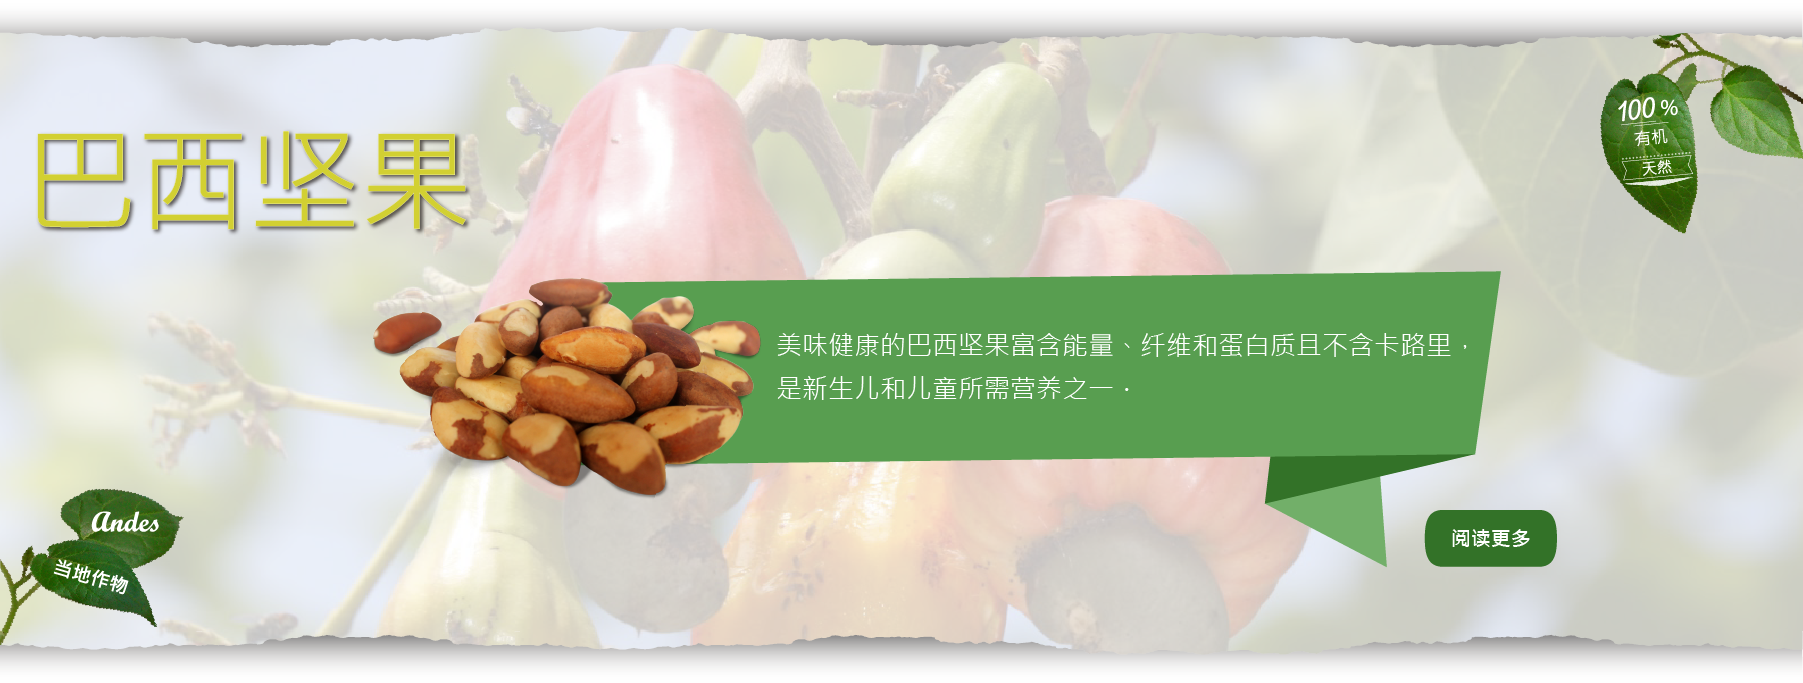 巴西坚果
100 %
有机
天然
美味健康的巴西坚果富含能量、纤维和蛋白质且不含卡路里，
是新生儿和儿童所需营养之一．
Andes
当地作物
阅读更多